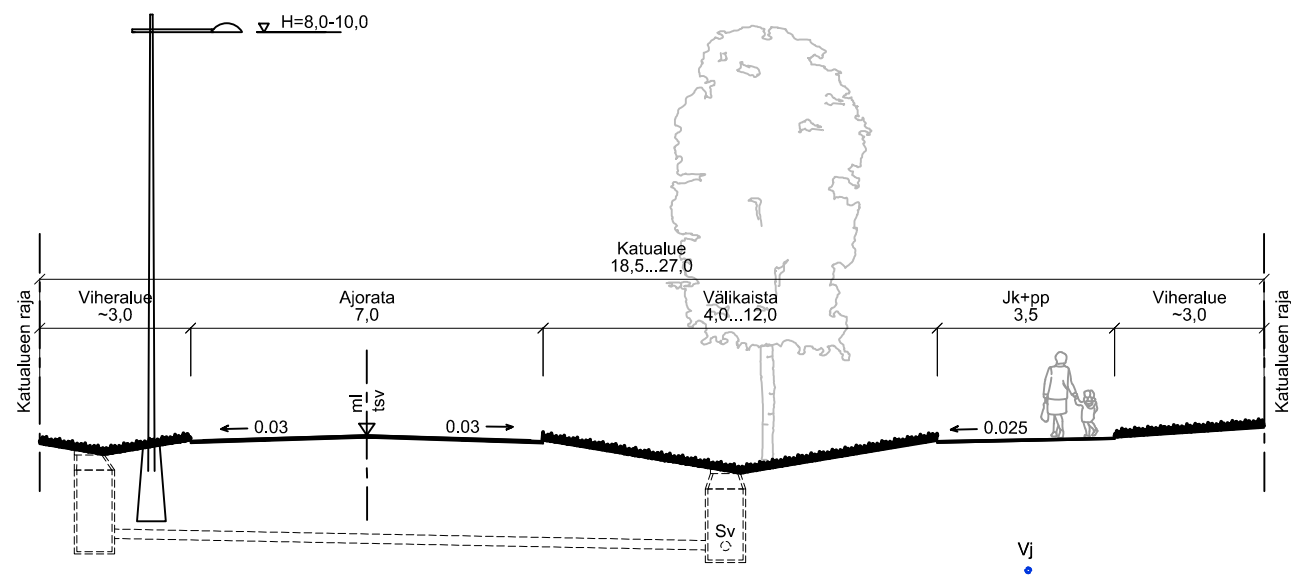 H=8,0-10,0
Katualue
18,5...27,0
Katualueen raja
Viheralue
~3,0
Ajorata
7,0
Välikaista
4,0...12,0
Jk+pp
3,5
Viheralue
~3,0
Katualueen raja
ml
tsv
0.03
0.03
0.025
Sv
Vj